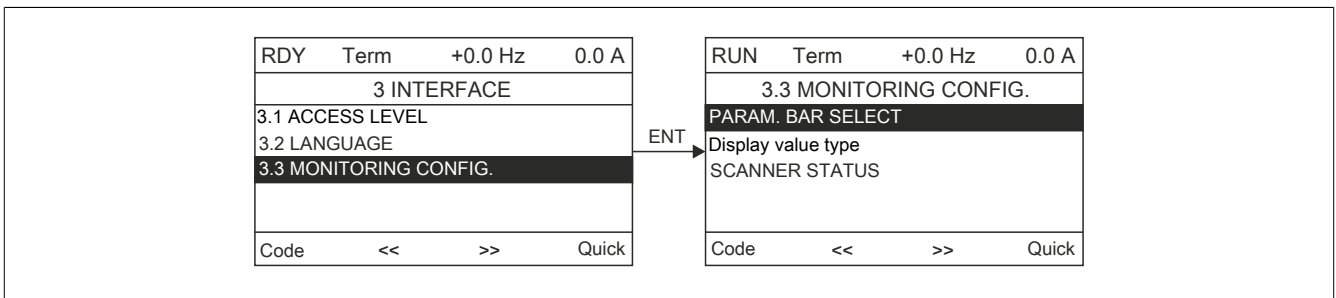 RDY Term +0.0 Hz 0.0 A
3 INTERFACE
3.1 ACCESS LEVEL
3.2 LANGUAGE
3.3 MONITORING CONFIG.
Code << >> Quick
ENT
RUN Term +0.0 Hz 0.0 A
3.3 MONITORING CONFIG.
PARAM. BAR SELECT
Display value type
SCANNER STATUS
Code << >> Quick